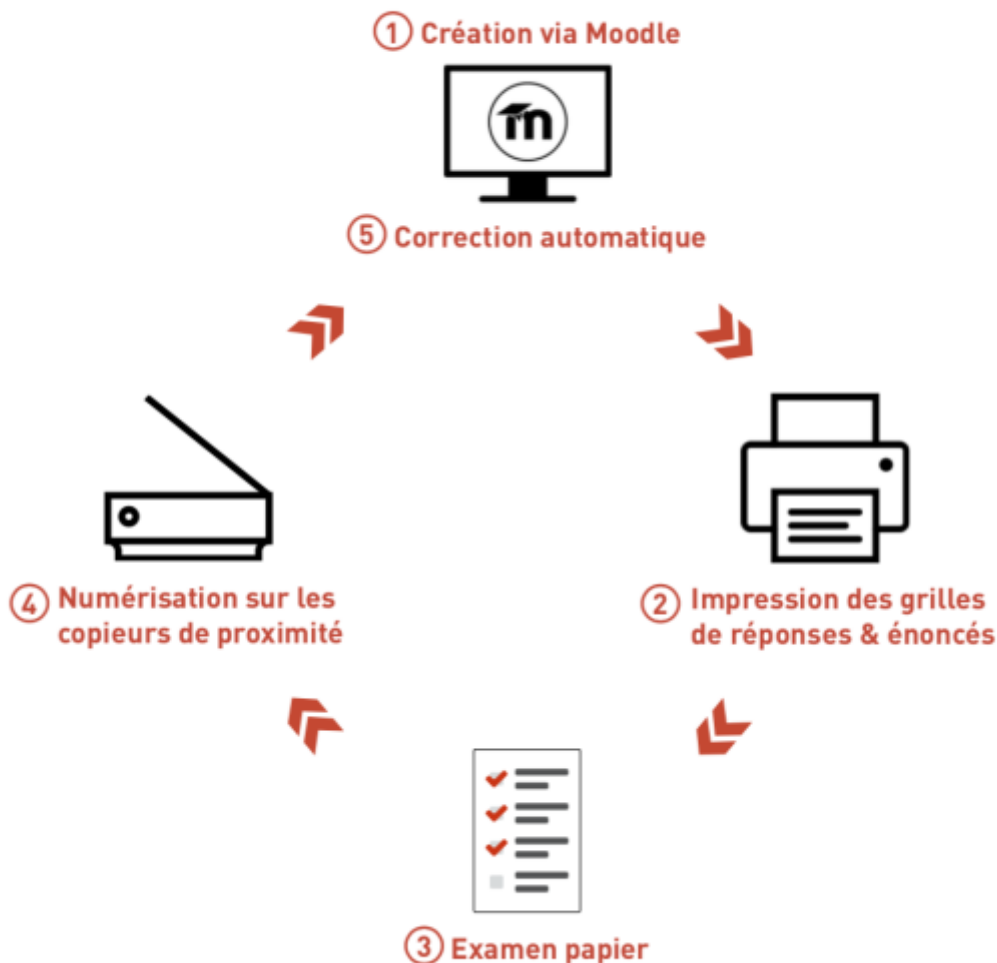 ① Création via Moodle
m
⑤ Correction automatique
④ Numérisation sur les
copieurs de proximité
② Impression des grilles
de réponses & énoncés
③ Examen papier